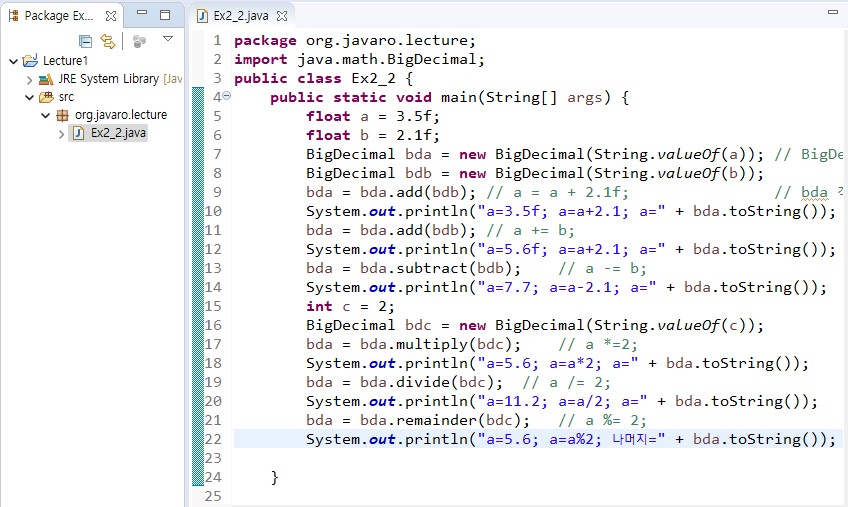 Package Ex...
Lecture1
JRE System Library [Jav
src
org.javaro.lecture
Ex2_2.java
Ex2_2.java
1 package org.javaro.lecture;
2 import java.math.BigDecimal;
3 public class Ex2_2 {
4 public static void main(String[] args) {
5 float a = 3.5f;
6 float b = 2.1f;
7 BigDecimal bda = new BigDecimal(String.valueOf(a)); // BigDe
8 BigDecimal bdb = new BigDecimal(String.valueOf(b));
9 bda = bda.add(bdb); // a = a + 2.1f; // bda
10 System.out.println("a=3.5f; a=a+2.1; a=" + bda.toString());
11 bda = bda.add(bdb); // a += b;
12 System.out.println("a=5.6f; a=a+2.1; a=" + bda.toString());
13 bda = bda.subtract(bdb); // a -= b;
14 System.out.println("a=7.7; a=a-2.1; a=" + bda.toString());
15 int c = 2;
16 BigDecimal bdc = new BigDecimal(String.valueOf(c));
17 bda = bda.multiply(bdc); // a *=2;
18 System.out.println("a=5.6; a=a*2; a=" + bda.toString());
19 bda = bda.divide(bdc); // a /= 2;
20 System.out.println("a=11.2; a=a/2; a=" + bda.toString());
21 bda = bda.remainder(bdc); // a %= 2;
22 System.out.println("a=5.6; a=a%2; 나머지=" + bda.toString());
23
24 }
25